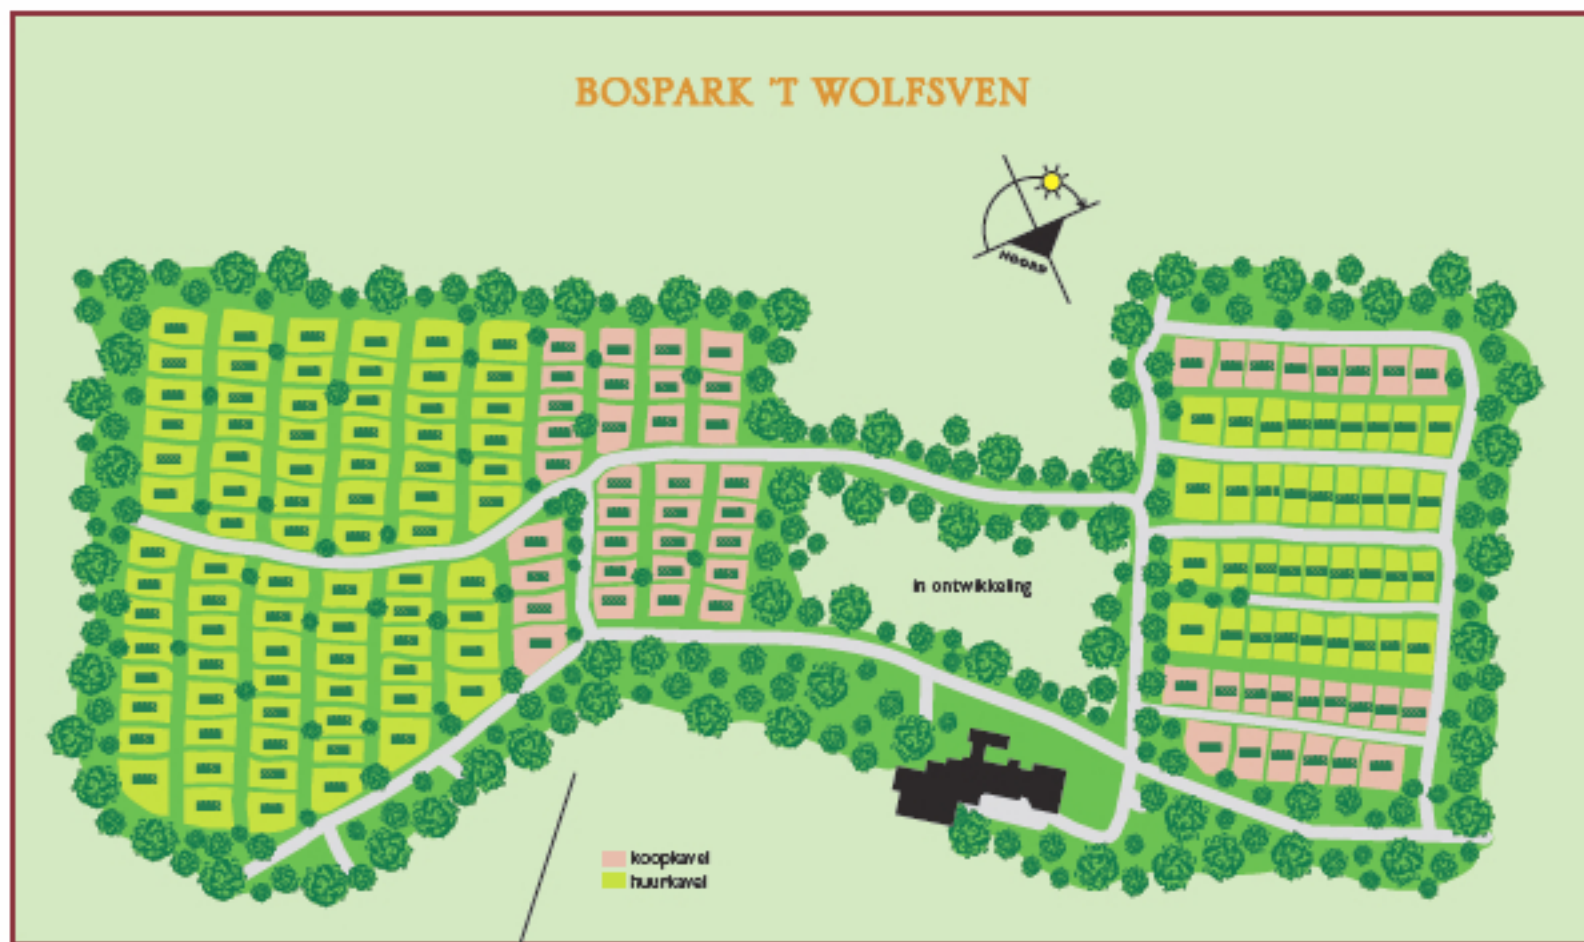 BOSPARK 'T WOLFSVEN
NOORD
in ontwikkeling
koopkavel
huurkavel